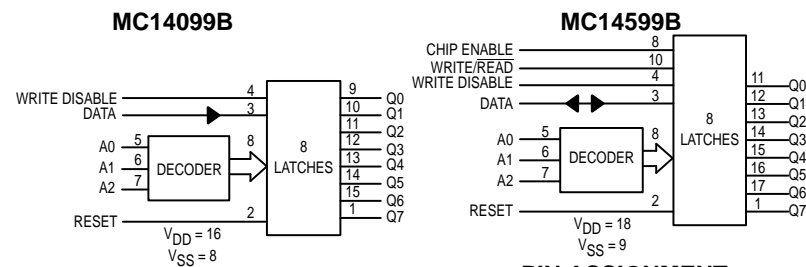 MC14099B
WRITE DISABLE 4
DATA 3
A0 5
A1 6
A2 7
DECODER
8
8
LATCHES
9 Q0
10 Q1
11 Q2
12 Q3
13 Q4
14 Q5
15 Q6
1 Q7
RESET 2
VDD = 16
VSS = 8
MC14599B
CHIP ENABLE 8
WRITE/READ 10
WRITE DISABLE 4
DATA 3
A0 5
A1 6
A2 7
DECODER
8
8
LATCHES
11 Q0
12 Q1
13 Q2
14 Q3
15 Q4
16 Q5
17 Q6
1 Q7
RESET 2
VDD = 18
VSS = 9
PIN ASSIGNMENT